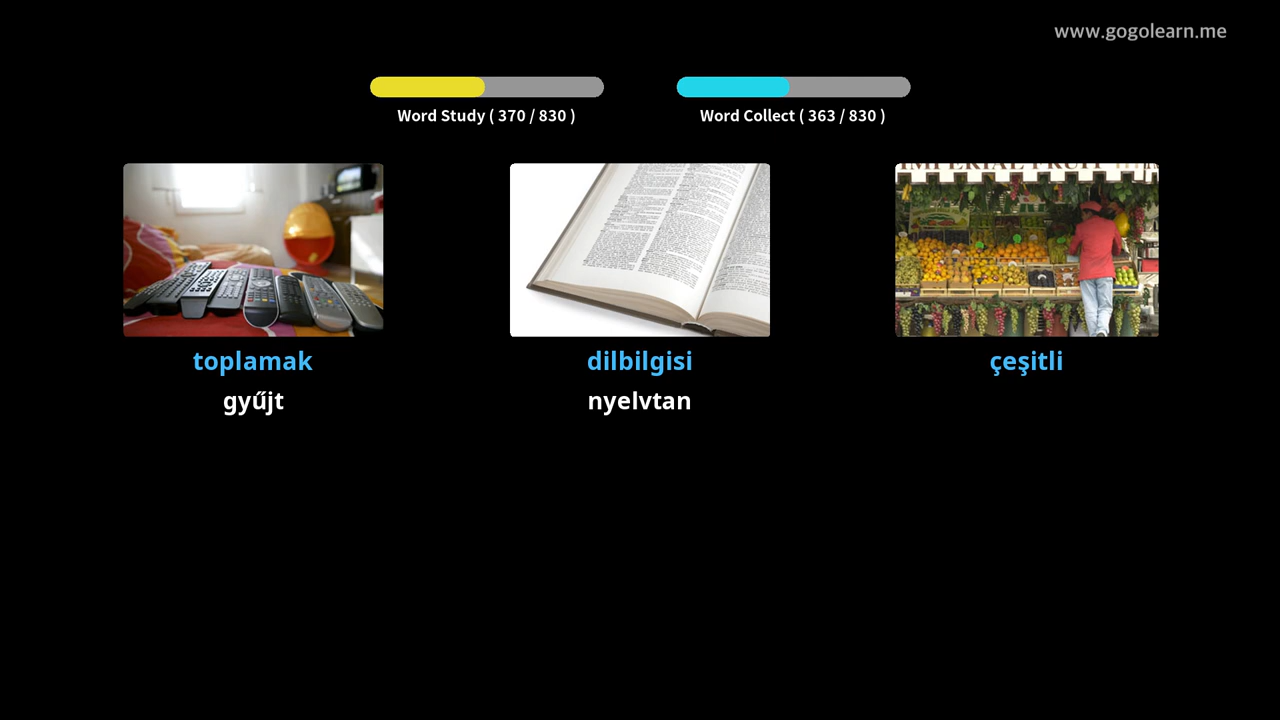 www.gogolearn.me
Word Study ( 370 / 830 )
Word Collect ( 363 / 830 )
toplamak
dilbilgisi
çeşitli
gyűjt
nyelvtan